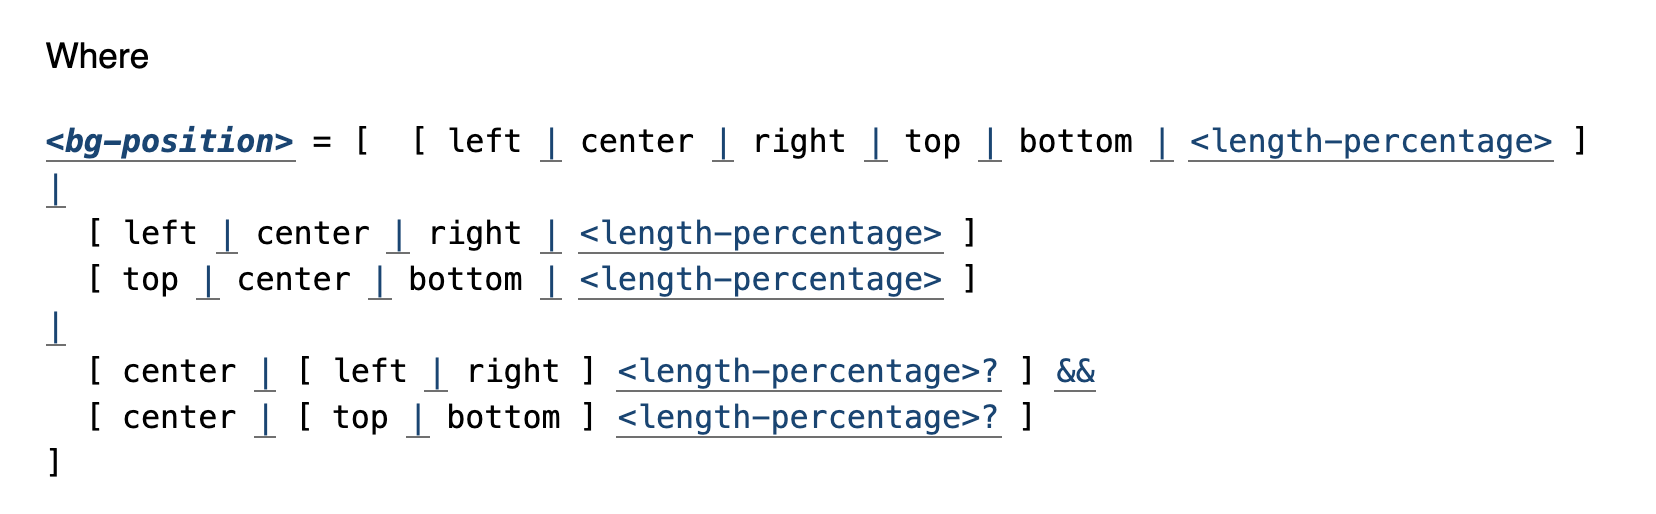 Where
<bg-position> = [  [ left | center | right | top | bottom | <length-percentage> ]
|
[ left | center | right | <length-percentage> ]
[ top | center | bottom | <length-percentage> ]
|
[ center | [ left | right ] <length-percentage>? ] &&
[ center | [ top | bottom ] <length-percentage>? ]
]